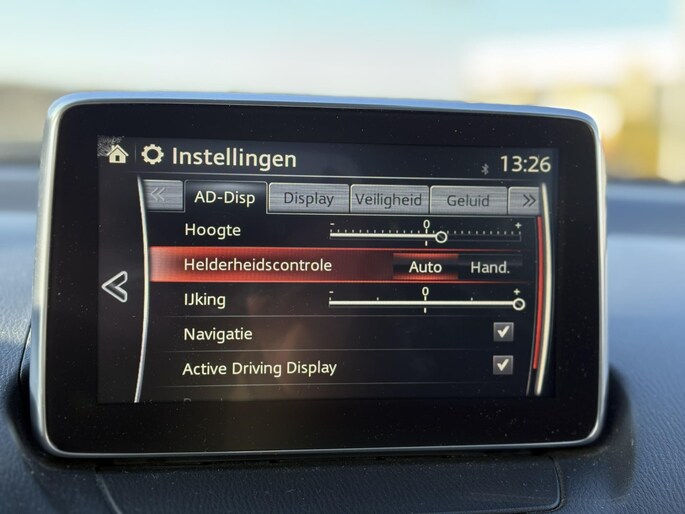 Instellingen 13:26
AD-Disp Display Veiligheid Geluid
Hoogte - 0 +
Helderheidscontrole Auto Hand.
IJking - 0 +
Navigatie
Active Driving Display